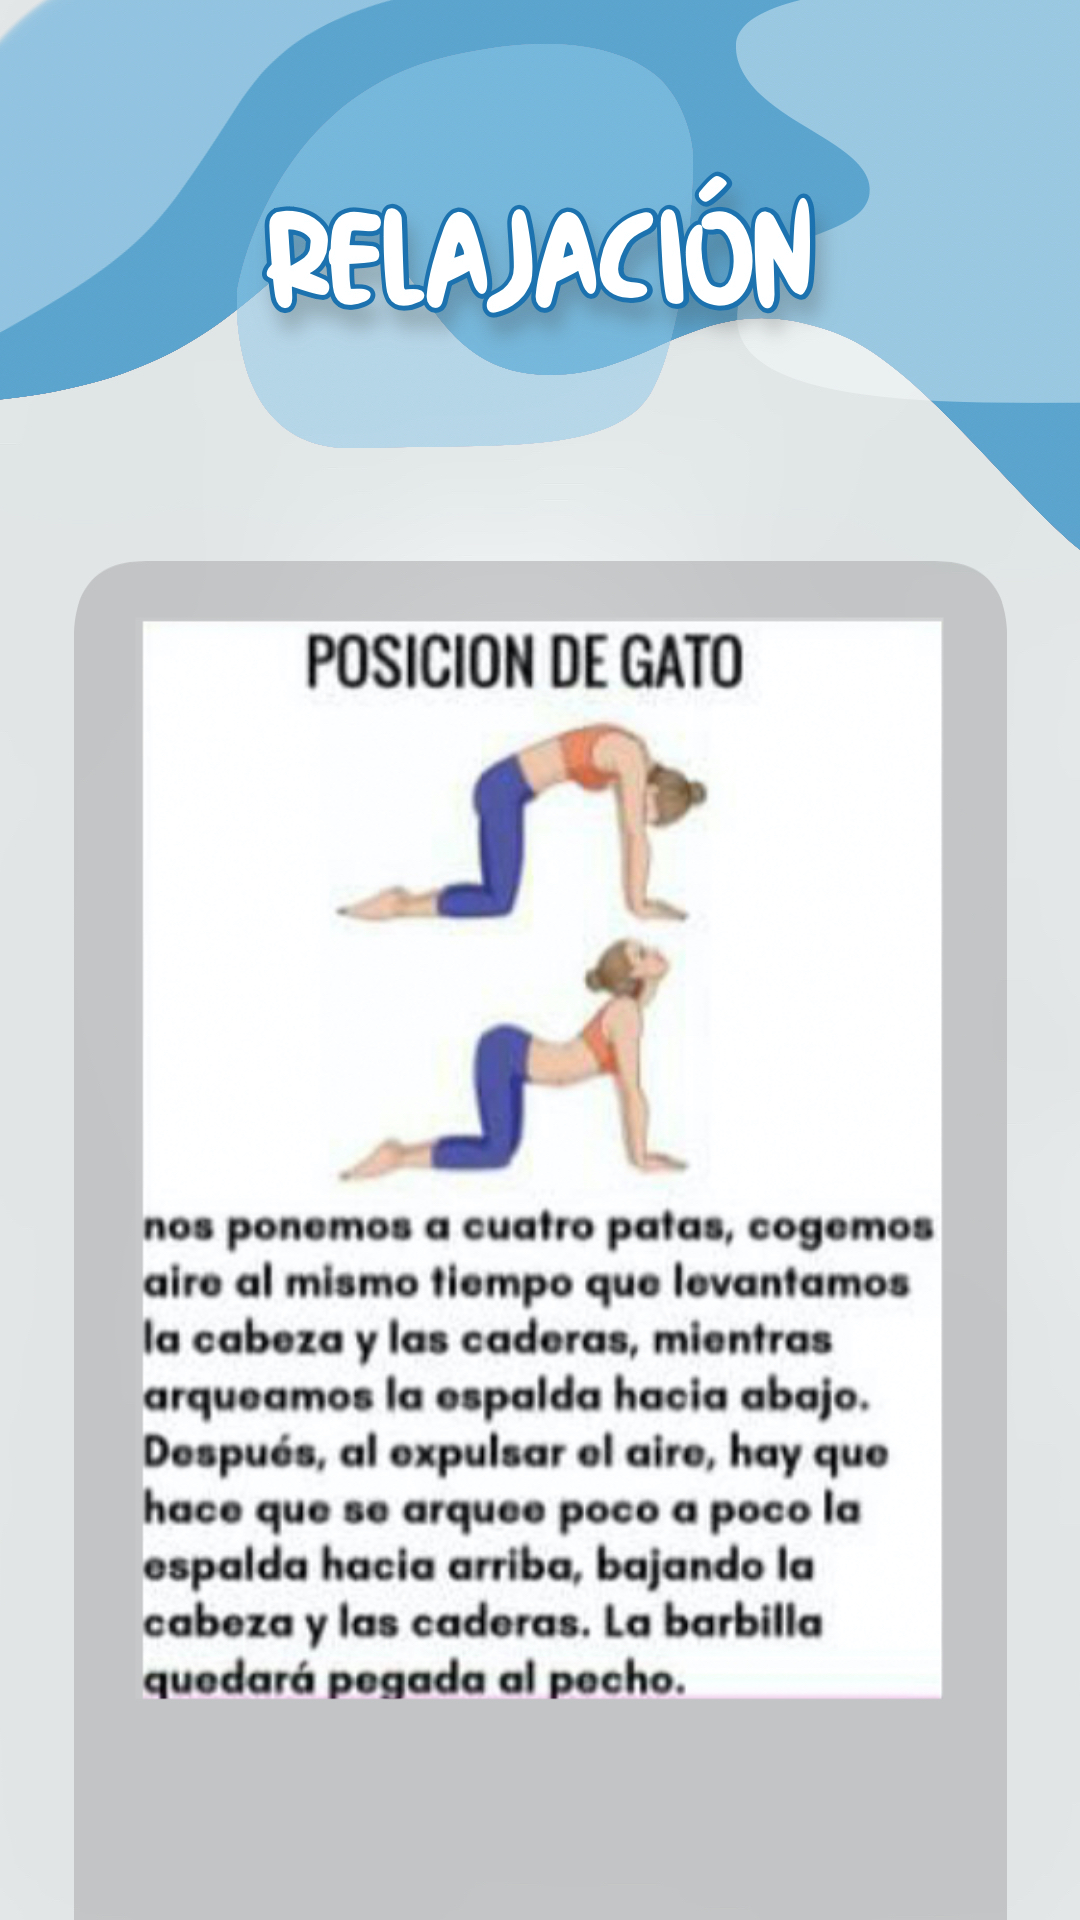 RELAJACIÓN
POSICION DE GATO
nos ponemos a cuatro patas, cogemos
aire al mismo tiempo que levantamos
la cabeza y las caderas, mientras
arqueamos la espalda hacia abajo.
Después, al expulsar el aire, hay que
hace que se arquee poco a poco la
espalda hacia arriba, bajando la
cabeza y las caderas. La barbilla
quedará pegada al pecho.